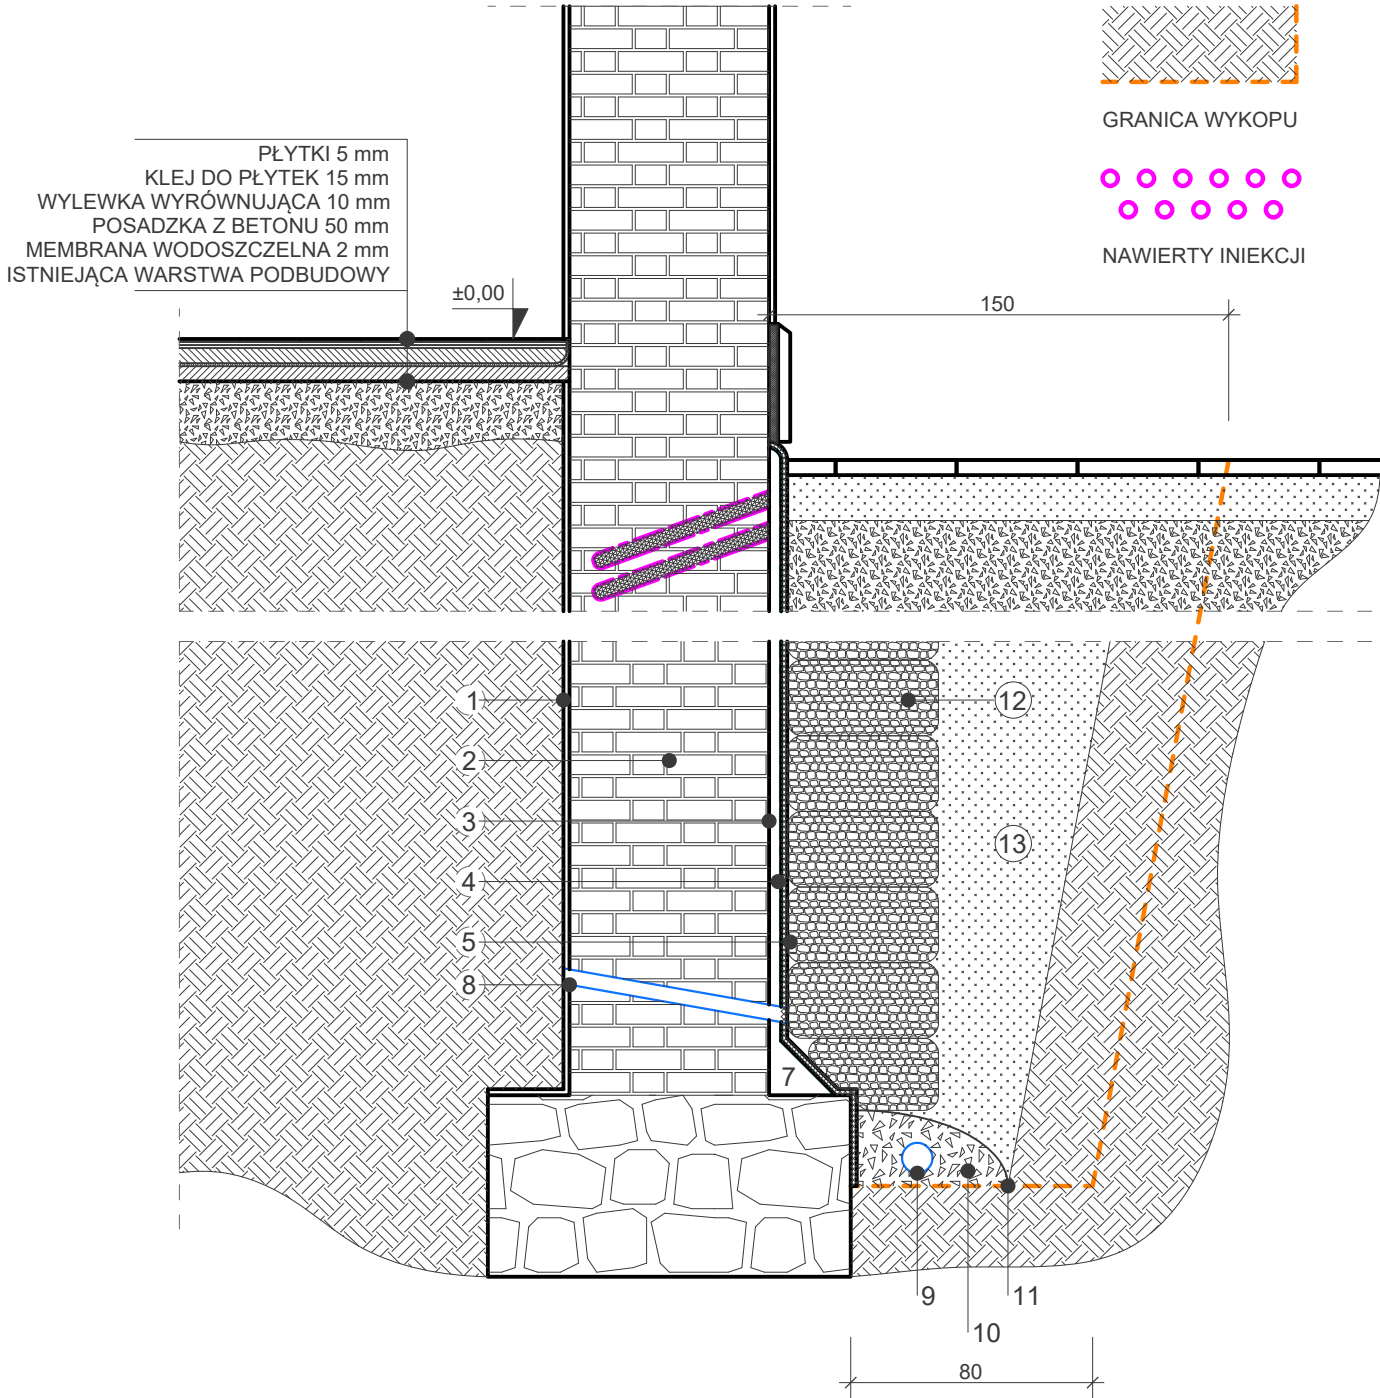 GRANICA WYKOPU
NAWIERTY INIEKCJI
PŁYTKI 5 mm
KLEJ DO PŁYTEK 15 mm
WYLEWKA WYRÓWNUJĄCA 10 mm
POSADZKA Z BETONU 50 mm
MEMBRANA WODOSZCZELNA 2 mm
ISTNIEJĄCA WARSTWA PODBUDOWY
±0,00
150
1
2
3
4
5
8
7
12
13
9
10
11
80